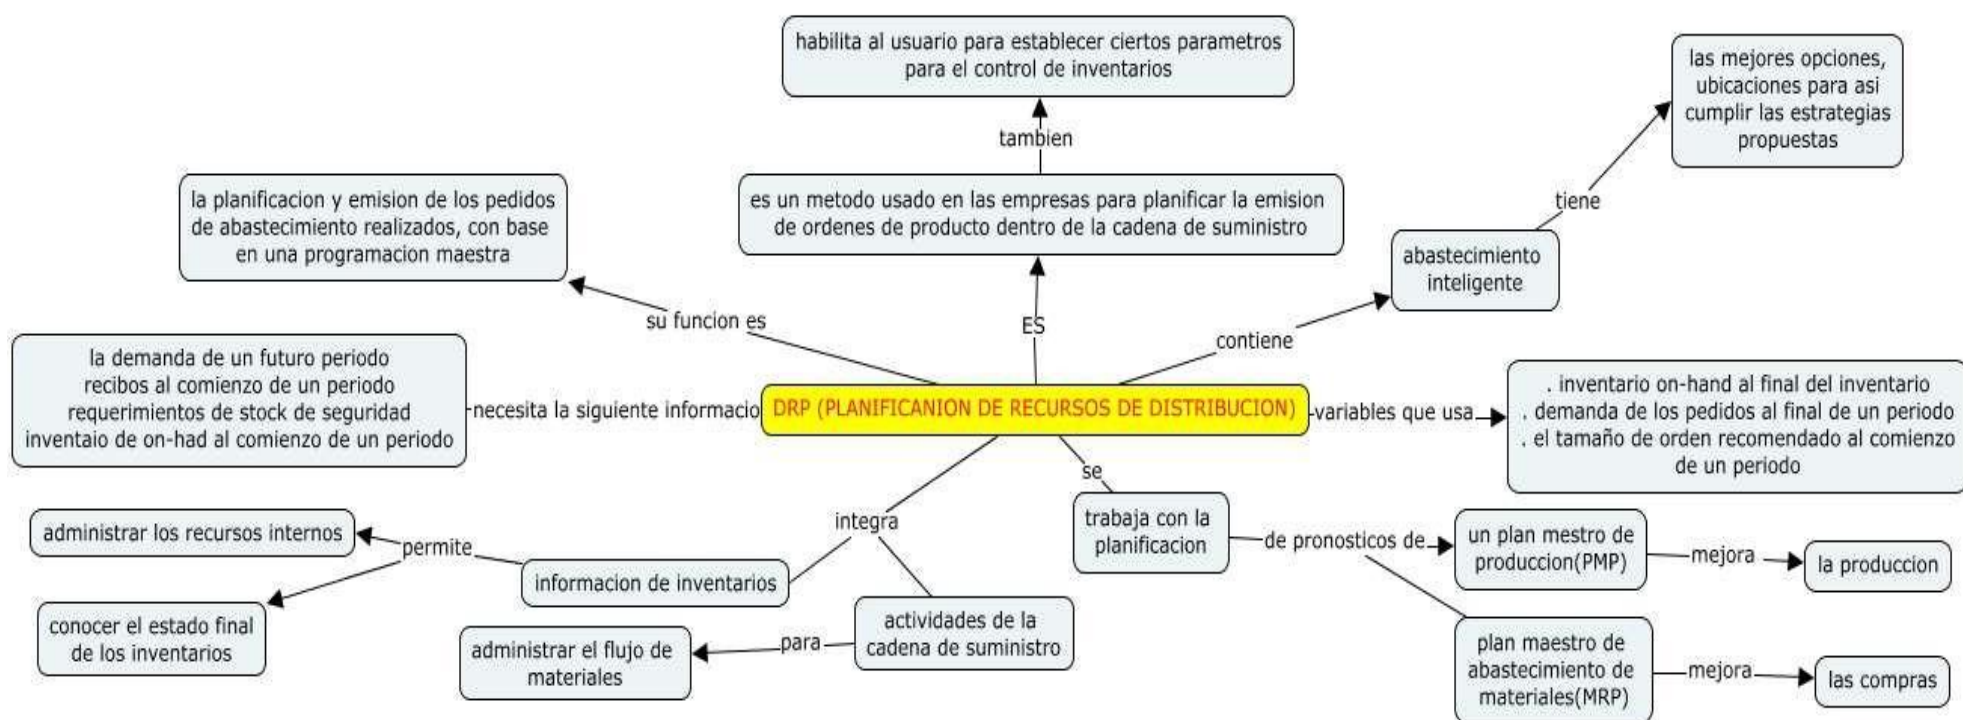 habilita al usuario para establecer ciertos parametros
para el control de inventarios
las mejores opciones,
ubicaciones para asi
cumplir las estrategias
propuestas
tambien
la planificacion y emision de los pedidos
de abastecimiento realizados, con base
en una programacion maestra
es un metodo usado en las empresas para planificar la emision
de ordenes de producto dentro de la cadena de suministro
tiene
abastecimiento
inteligente
su funcion es
ES
contiene
la demanda de un futuro periodo
recibos al comienzo de un periodo
requerimientos de stock de seguridad
inventaio de on-had al comienzo de un periodo
necesita la siguiente informacio
DRP (PLANIFICANION DE RECURSOS DE DISTRIBUCION)
variables que usa
. inventario on-hand al final del inventario
. demanda de los pedidos al final de un periodo
. el tamaño de orden recomendado al comienzo
de un periodo
se
integra
trabaja con la
planificacion
de pronosticos de
un plan mestro de
produccion(PMP)
mejora
la produccion
administrar los recursos internos
permite
informacion de inventarios
conocer el estado final
de los inventarios
actividades de la
cadena de suministro
para
administrar el flujo de
materiales
plan maestro de
abastecimiento de
materiales(MRP)
mejora
las compras